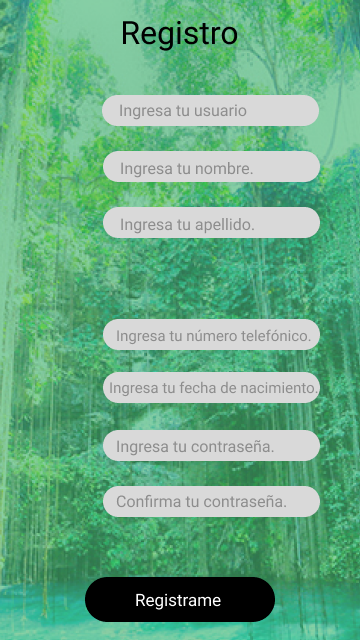 Registro
Ingresa tu usuario
Ingresa tu nombre.
Ingresa tu apellido.
Ingresa tu número telefónico.
Ingresa tu fecha de nacimiento.
Ingresa tu contraseña.
Confirma tu contraseña.
Registrame